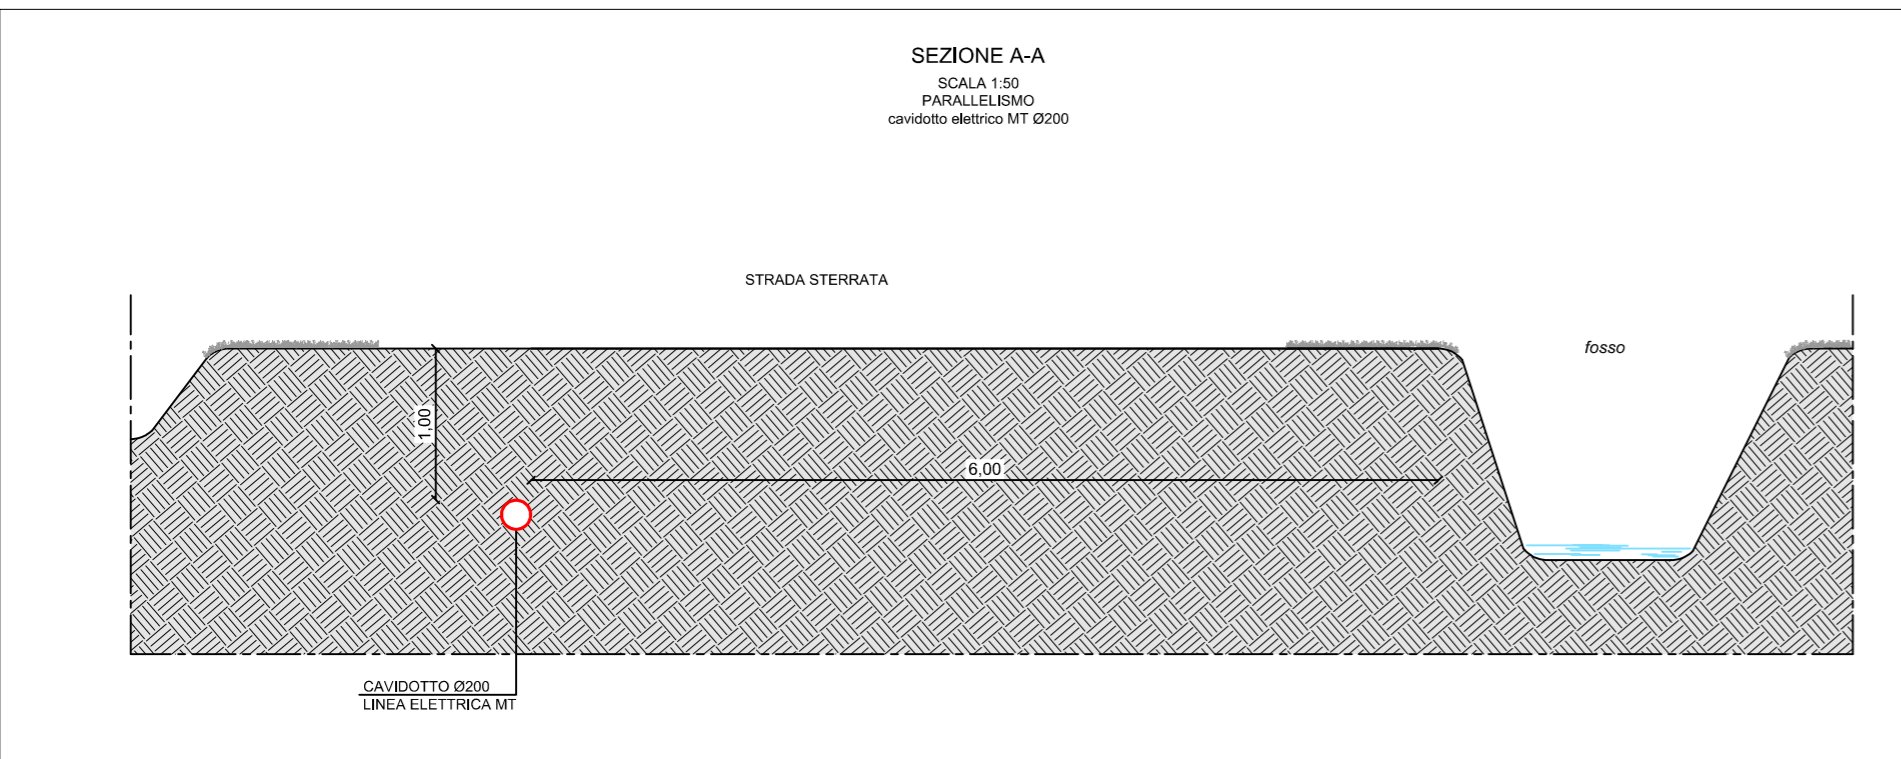 SEZIONE A-A
SCALA 1:50
PARALLELISMO
cavidotto elettrico MT Ø200
STRADA STERRATA
fosso
1,00
6,00
CAVIDOTTO Ø200
LINEA ELETTRICA MT